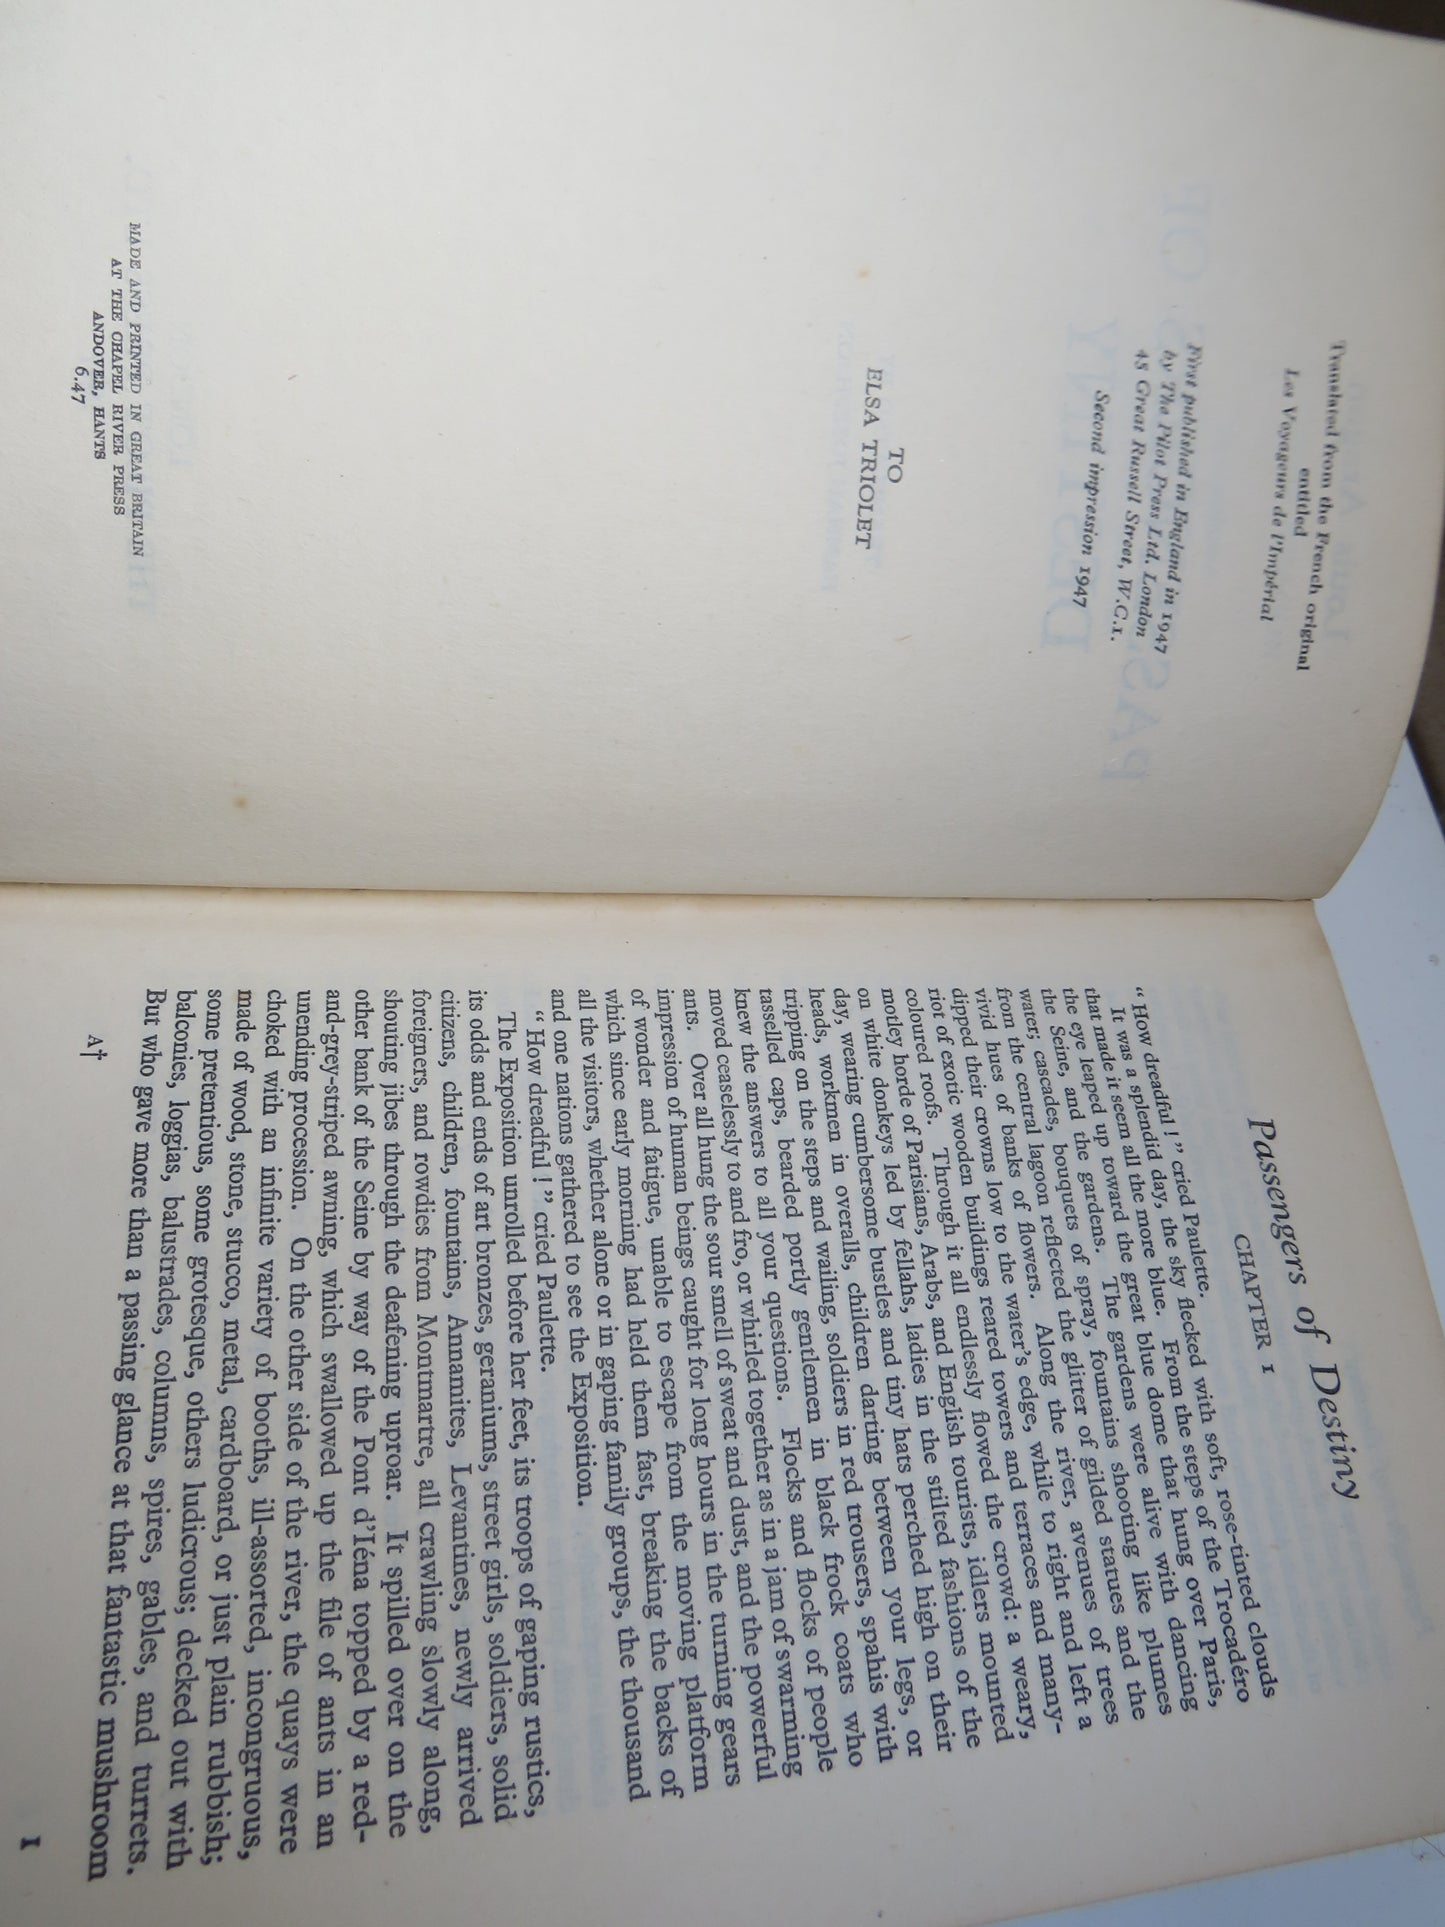 Translated from the French original
entitled
Les Voyageurs de l'Impérial
First published in England in 1947
by The Pilot Press Ltd. London
45 Great Russell Street, W.C.1.
Second impression 1947
TO
ELSA TRIOLET
MADE AND PRINTED IN GREAT BRITAIN
AT THE CHAPEL RIVER PRESS
ANDOVER, HANTS
6.47
Passengers of Destiny
CHAPTER I
“How dreadful!” cried Paulette.
It was a splendid day, the sky flecked with soft, rose-tinted clouds
that made it seem all the more blue. From the steps of the Trocadéro
the eye leaped up toward the great blue dome that hung over Paris,
the Seine, and the gardens. The gardens were alive with dancing
water; cascades, bouquets of spray, fountains shooting like plumes
from the central lagoon reflected the glitter of gilded statues and the
vivid hues of banks of flowers. Along the river, avenues of trees
dipped their crowns low to the water's edge, while to right and left a
riot of exotic wooden buildings reared towers and terraces and many-
coloured roofs. Through it all endlessly flowed the crowd: a weary,
motley horde of Parisians, Arabs, and English tourists, idlers mounted
on white donkeys led by fellahs, ladies in the stilted fashions of the
day, wearing cumbersome bustles and tiny hats perched high on their
heads, workmen in overalls, children darting between your legs, or
tripping on the steps and wailing, soldiers in red trousers, spahis with
tasselled caps, bearded portly gentlemen in black frock coats who
knew the answers to all your questions. Flocks and flocks of people
moved ceaselessly to and fro, or whirled together as in a jam of swarming
ants. Over all hung the sour smell of sweat and dust, and the powerful
impression of human beings caught for long hours in the turning gears
of wonder and fatigue, unable to escape from the moving platform
which since early morning had held them fast, breaking the backs of
all the visitors, whether alone or in gaping family groups, the thousand
and one nations gathered to see the Exposition.
“How dreadful!” cried Paulette.
The Exposition unrolled before her feet, its troops of gaping rustics,
its odds and ends of art bronzes, geraniums, street girls, soldiers, solid
citizens, children, fountains, Annamites, Levantines, newly arrived
foreigners, and rowdies from Montmartre, all crawling slowly along,
shouting jibes through the deafening uproar. It spilled over on the
other bank of the Seine by way of the Pont d'Iéna topped by a red-
and-grey-striped awning, which swallowed up the file of ants in an
unending procession. On the other side of the river, the quays were
choked with an infinite variety of booths, ill-assorted, incongruous,
made of wood, stone, stucco, metal, cardboard, or just plain rubbish;
some pretentious, some grotesque, others ludicrous; decked out with
balconies, loggias, balustrades, columns, spires, gables, and turrets.
But who gave more than a passing glance at that fantastic mushroom
A†
1